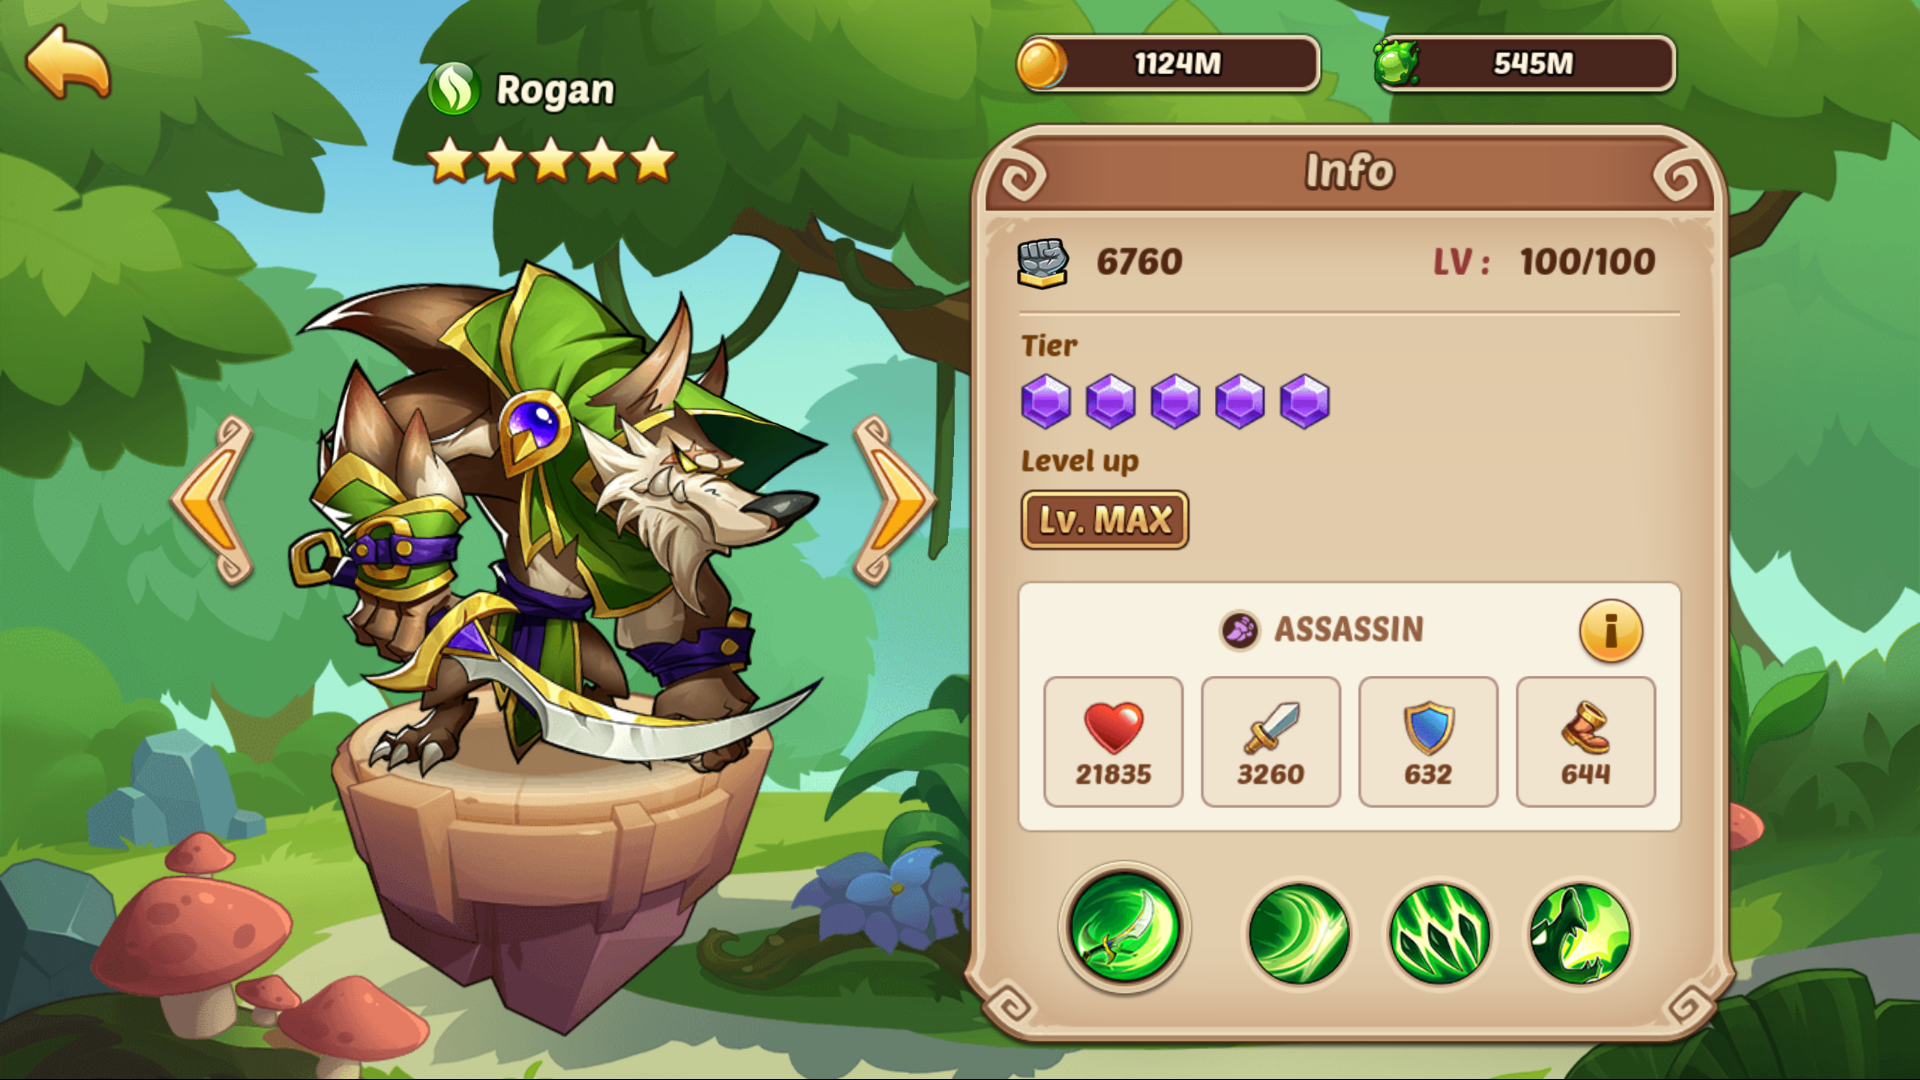 Rogan
1124M
545M
Info
6760
LV : 100/100
Tier
Level up
Lv. MAX
ASSASSIN
21835
3260
632
644